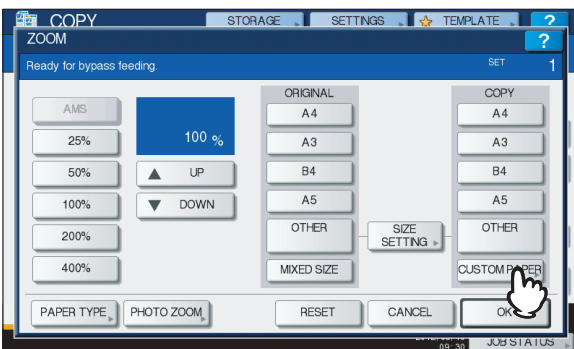 COPY
STORAGE
SETTINGS
TEMPLATE
?
ZOOM
?
Ready for bypass feeding.
SET
1
AMS
25%
50%
100%
200%
400%
100 %
UP
DOWN
ORIGINAL
A4
A3
B4
A5
OTHER
MIXED SIZE
SIZE
SETTING
COPY
A4
A3
B4
A5
OTHER
CUSTOM PAPER
PAPER TYPE
PHOTO ZOOM
RESET
CANCEL
OK
09:30
JOB STATUS